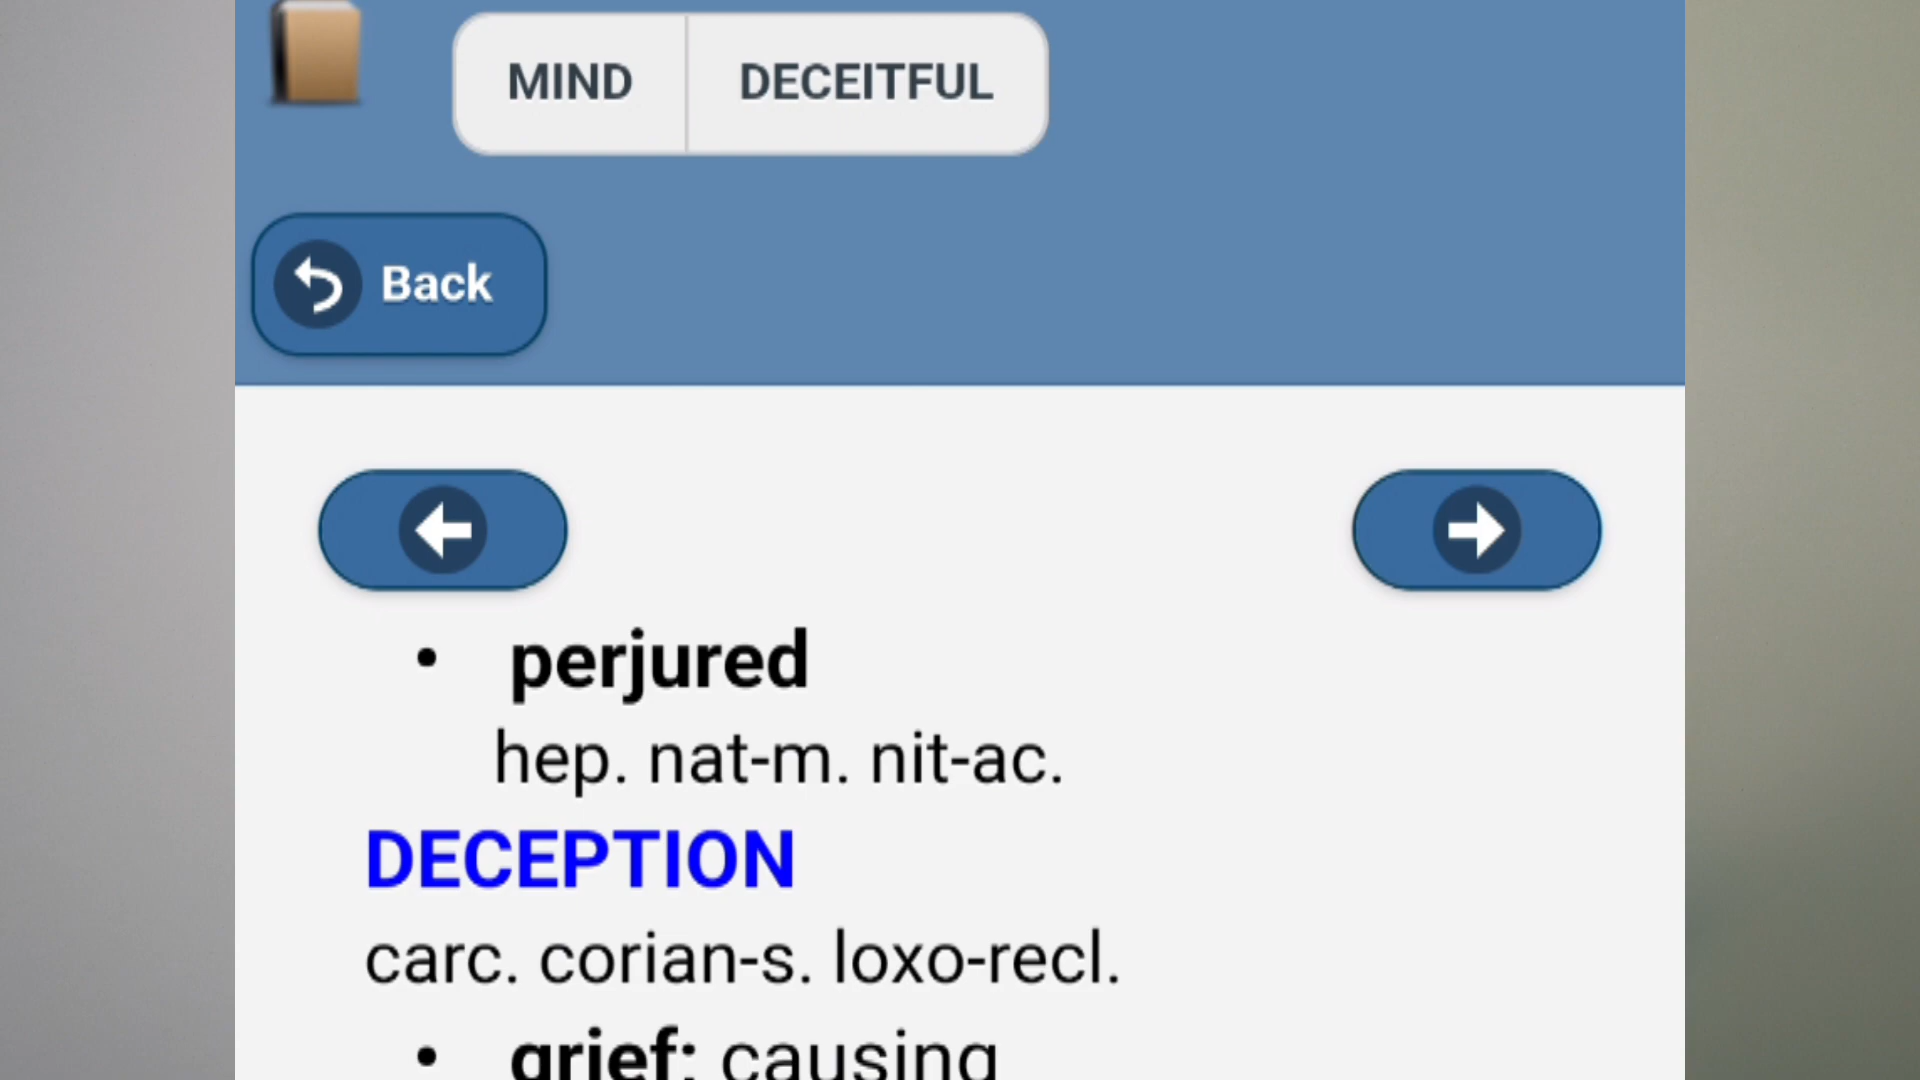 MIND DECEITFUL
Back
• perjured
hep. nat-m. nit-ac.
DECEPTION
carc. corian-s. loxo-recl.
• grief: causing